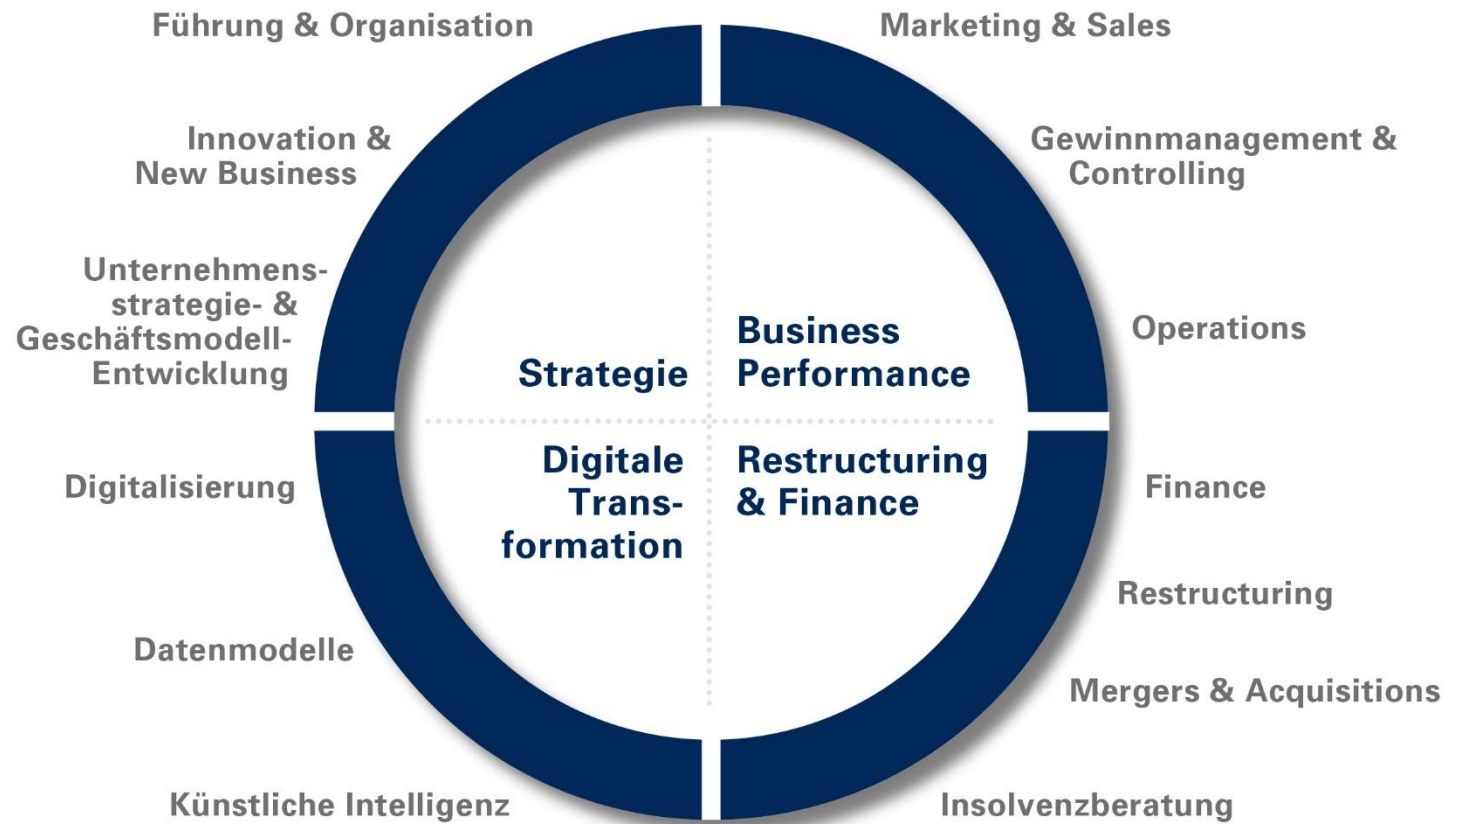 Führung & Organisation
Innovation &
New Business
Unternehmens-
strategie- &
Geschäftsmodell-
Entwicklung
Marketing & Sales
Gewinnmanagement &
Controlling
Operations
Strategie
Business
Performance
Digitale
Trans-
formation
Restructuring
& Finance
Digitalisierung
Datenmodelle
Künstliche Intelligenz
Finance
Restructuring
Mergers & Acquisitions
Insolvenzberatung